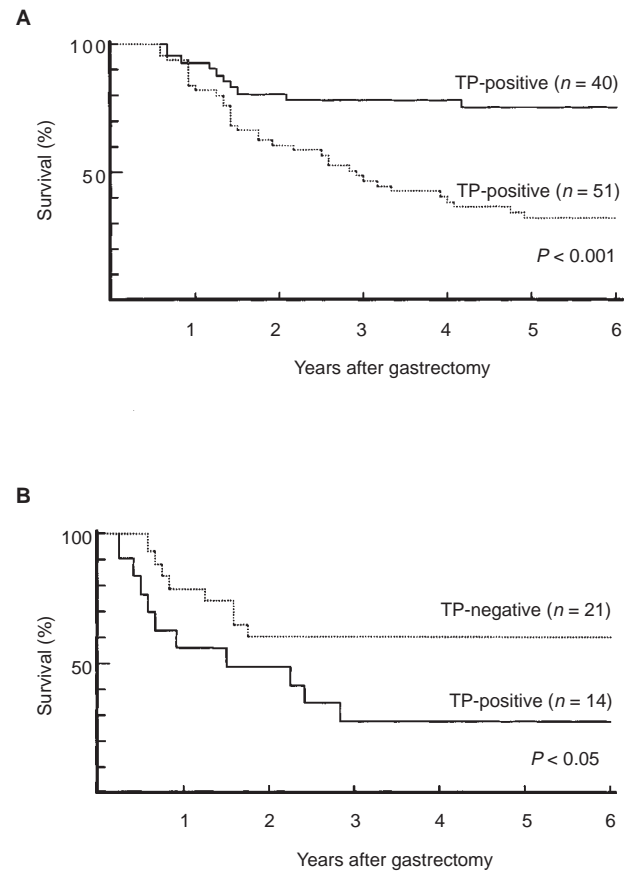 A
100
50
Survival (%)
TP-positive (n = 40)
TP-positive (n = 51)
P < 0.001
1 2 3 4 5 6
Years after gastrectomy
B
100
50
Survival (%)
TP-negative (n = 21)
TP-positive (n = 14)
P < 0.05
1 2 3 4 5 6
Years after gastrectomy